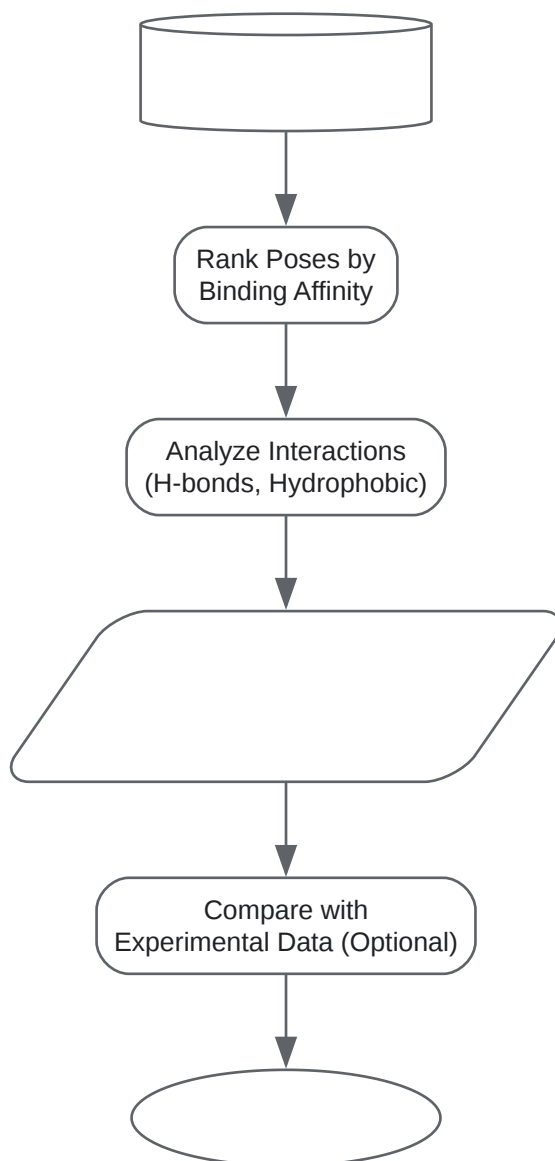 Rank Poses by
Binding Affinity
Analyze Interactions
(H-bonds, Hydrophobic)
Compare with
Experimental Data (Optional)